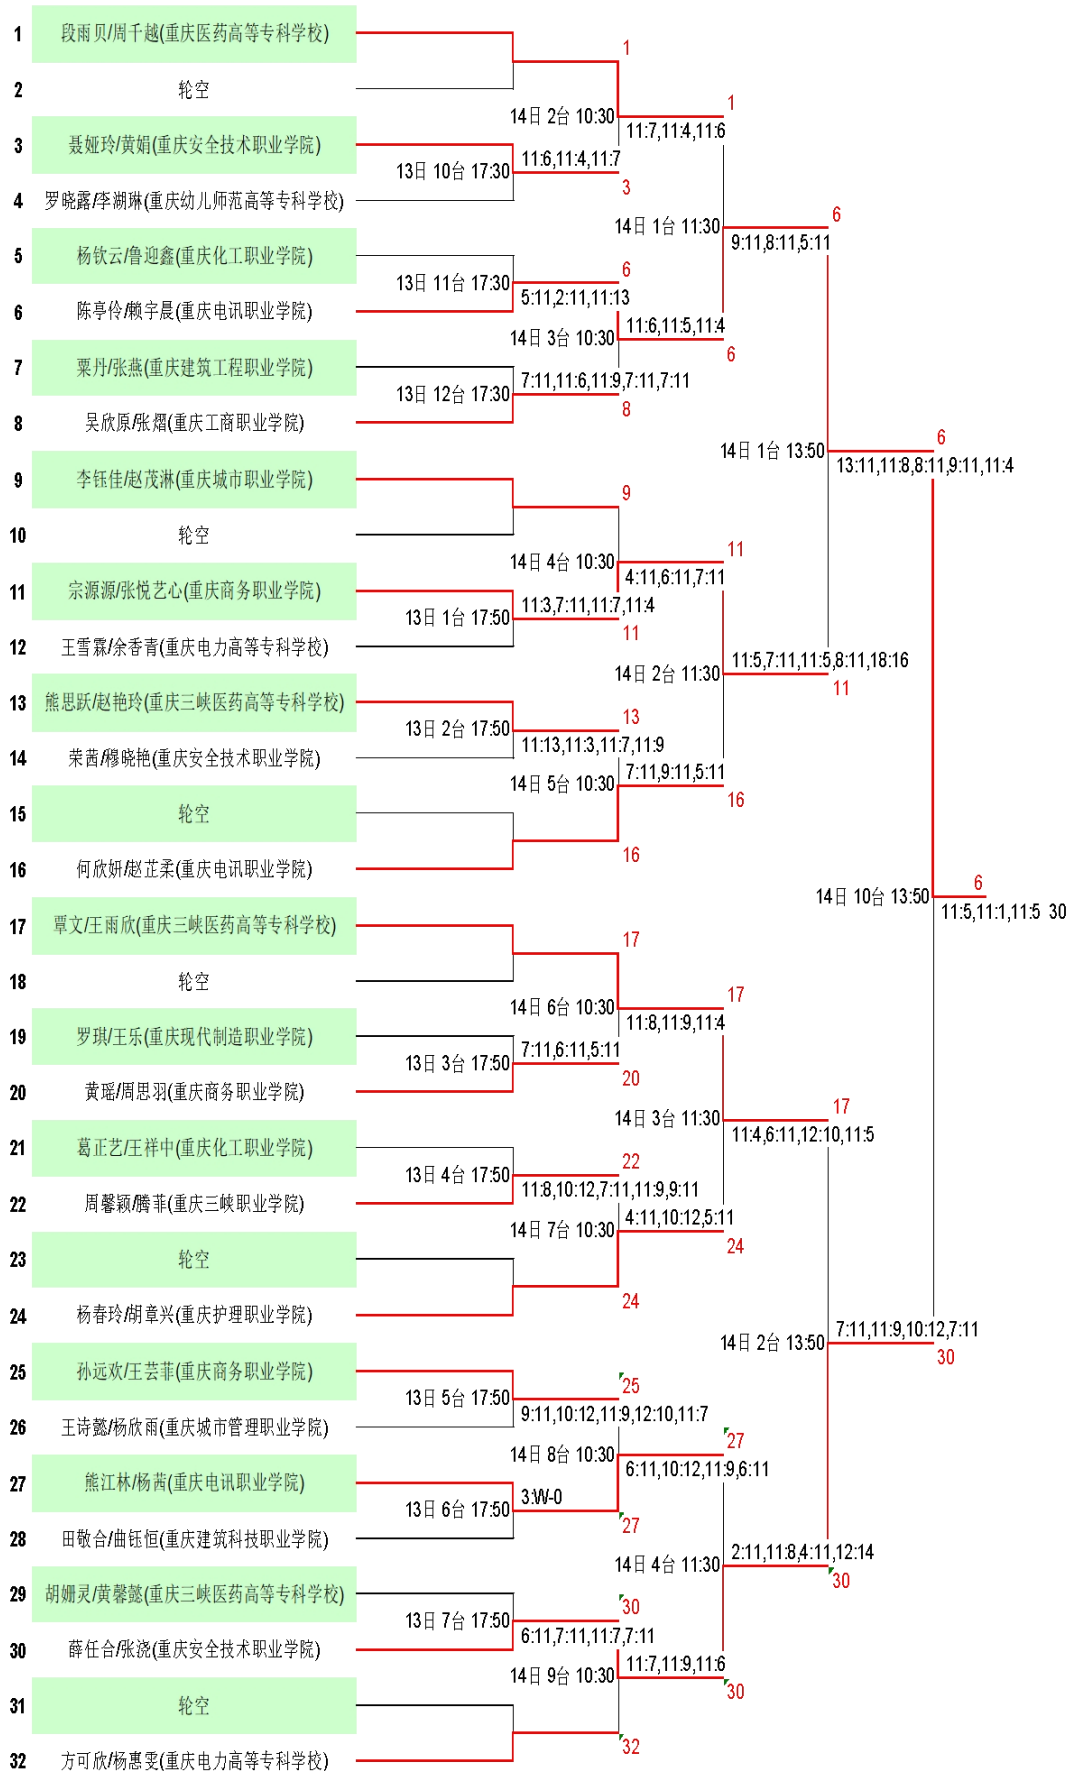 1 段雨贝/周千越(重庆医药高等专科学校)
1
2 轮空
14日 2台 10:30
1
11:7,11:4,11:6
3 聂娅玲/黄娟(重庆安全技术职业学院)
13日 10台 17:30
11:6,11:4,11:7
3
4 罗晓露/李湖琳(重庆幼儿师范高等专科学校)
14日 1台 11:30
6
9:11,8:11,5:11
5 杨钦云/鲁迎鑫(重庆化工职业学院)
13日 11台 17:30
6
5:11,2:11,11:13
6 陈亭伶/赖宇晨(重庆电讯职业学院)
14日 3台 10:30
11:6,11:5,11:4
6
7 粟丹/张燕(重庆建筑工程职业学院)
13日 12台 17:30
7:11,11:6,11:9,7:11,7:11
8
8 吴欣原/张熠(重庆工商职业学院)
14日 1台 13:50
6
13:11,11:8,8:11,9:11,11:4
9 李钰佳/赵茂淋(重庆城市职业学院)
9
10 轮空
14日 4台 10:30
11
4:11,6:11,7:11
11 宗源源/张悦艺心(重庆商务职业学院)
13日 1台 17:50
11:3,7:11,11:7,11:4
11
12 王雪霖/余香青(重庆电力高等专科学校)
14日 2台 11:30
11:5,7:11,11:5,8:11,18:16
11
13 熊思跃/赵艳玲(重庆三峡医药高等专科学校)
13日 2台 17:50
13
11:13,11:3,11:7,11:9
14 荣茜/穆晓艳(重庆安全技术职业学院)
14日 5台 10:30
7:11,9:11,5:11
16
15 轮空
16
16 何欣妍/赵芷柔(重庆电讯职业学院)
14日 10台 13:50
6
11:5,11:1,11:5 30
17 覃文/王雨欣(重庆三峡医药高等专科学校)
17
18 轮空
14日 6台 10:30
17
11:8,11:9,11:4
19 罗琪/王乐(重庆现代制造职业学院)
13日 3台 17:50
7:11,6:11,5:11
20
20 黄瑶/周思羽(重庆商务职业学院)
14日 3台 11:30
17
11:4,6:11,12:10,11:5
21 葛正艺/王祥中(重庆化工职业学院)
13日 4台 17:50
22
11:8,10:12,7:11,11:9,9:11
22 周馨颖/腾菲(重庆三峡职业学院)
14日 7台 10:30
4:11,10:12,5:11
24
23 轮空
24
24 杨春玲/胡章兴(重庆护理职业学院)
14日 2台 13:50
7:11,11:9,10:12,7:11
30
25 孙远欢/王芸菲(重庆商务职业学院)
25
13日 5台 17:50
9:11,10:12,11:9,12:10,11:7
26 王诗懿/杨欣雨(重庆城市管理职业学院)
14日 8台 10:30
27
6:11,10:12,11:9,6:11
27 熊江林/杨茜(重庆电讯职业学院)
13日 6台 17:50
3:W-0
27
28 田敬合/曲钰恒(重庆建筑科技职业学院)
14日 4台 11:30
2:11,11:8,4:11,12:14
30
29 胡姗灵/黄馨懿(重庆三峡医药高等专科学校)
13日 7台 17:50
30
6:11,7:11,11:7,7:11
30 薛任合/张浇(重庆安全技术职业学院)
14日 9台 10:30
11:7,11:9,11:6
30
31 轮空
32
32 方可欣/杨惠雯(重庆电力高等专科学校)